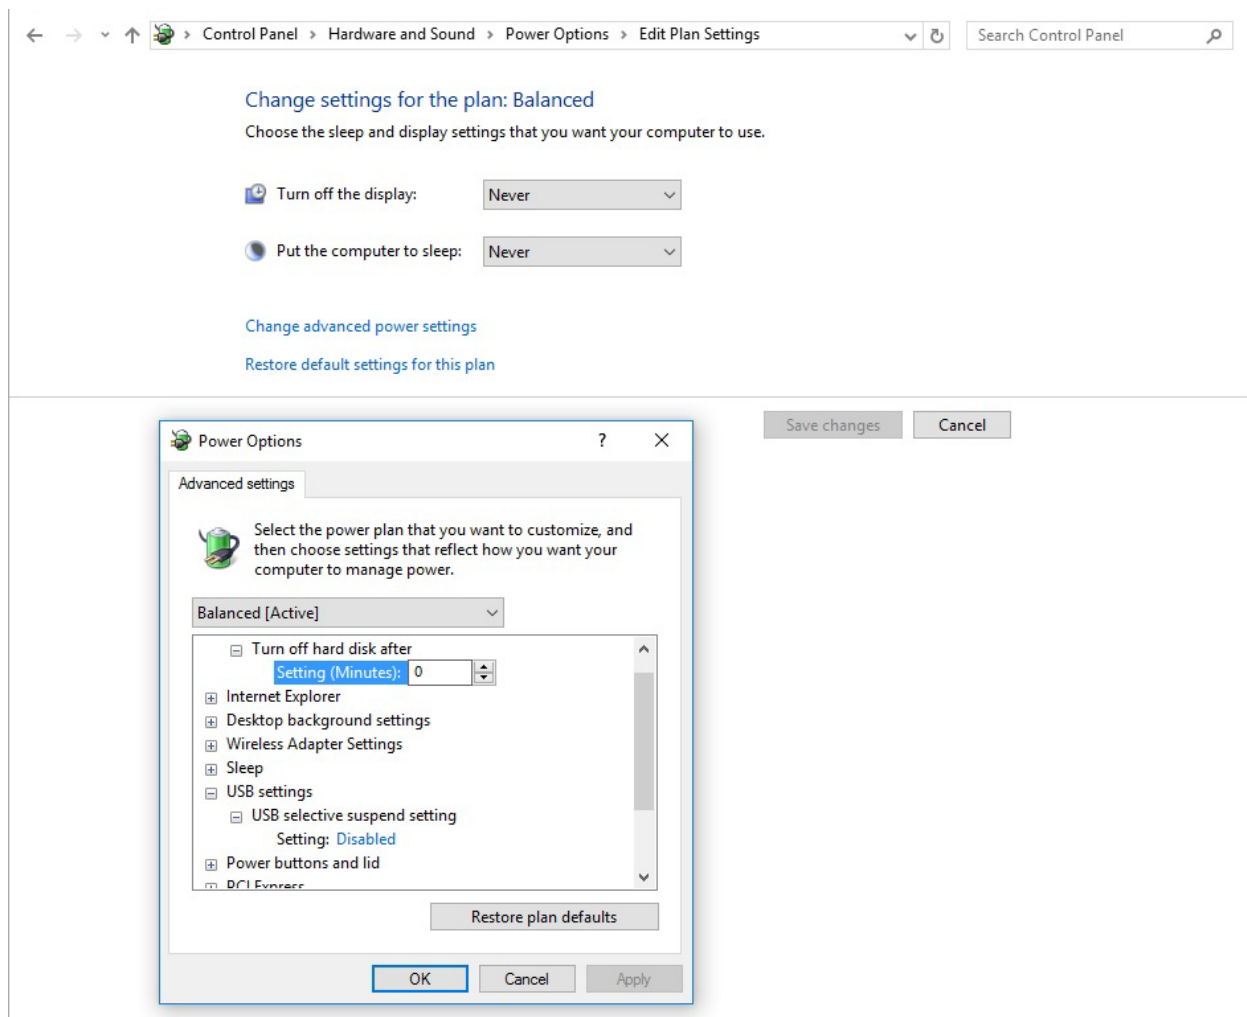 Control Panel > Hardware and Sound > Power Options > Edit Plan Settings
Search Control Panel
Change settings for the plan: Balanced
Choose the sleep and display settings that you want your computer to use.
Turn off the display: Never
Put the computer to sleep: Never
Change advanced power settings
Restore default settings for this plan
Save changes Cancel
Power Options ?
Advanced settings
Select the power plan that you want to customize, and
then choose settings that reflect how you want your
computer to manage power.
Balanced [Active]
Turn off hard disk after
Setting (Minutes): 0
Internet Explorer
Desktop background settings
Wireless Adapter Settings
Sleep
USB settings
USB selective suspend setting
Setting: Disabled
Power buttons and lid
PCI Express
Restore plan defaults
OK Cancel Apply